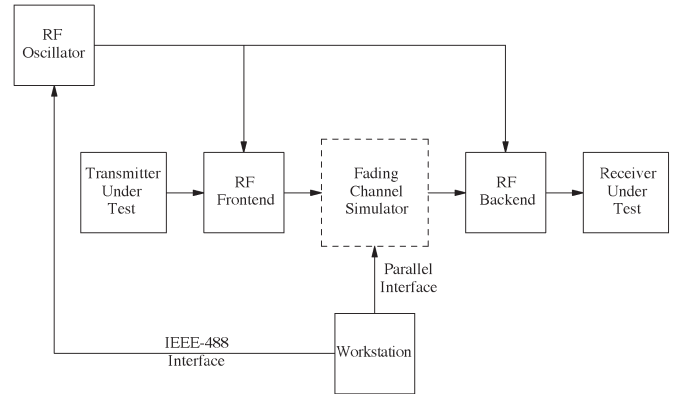 RF
Oscillator
Transmitter
Under
Test
RF
Frontend
Fading
Channel
Simulator
RF
Backend
Receiver
Under
Test
Parallel
Interface
IEEE-488
Interface
Workstation